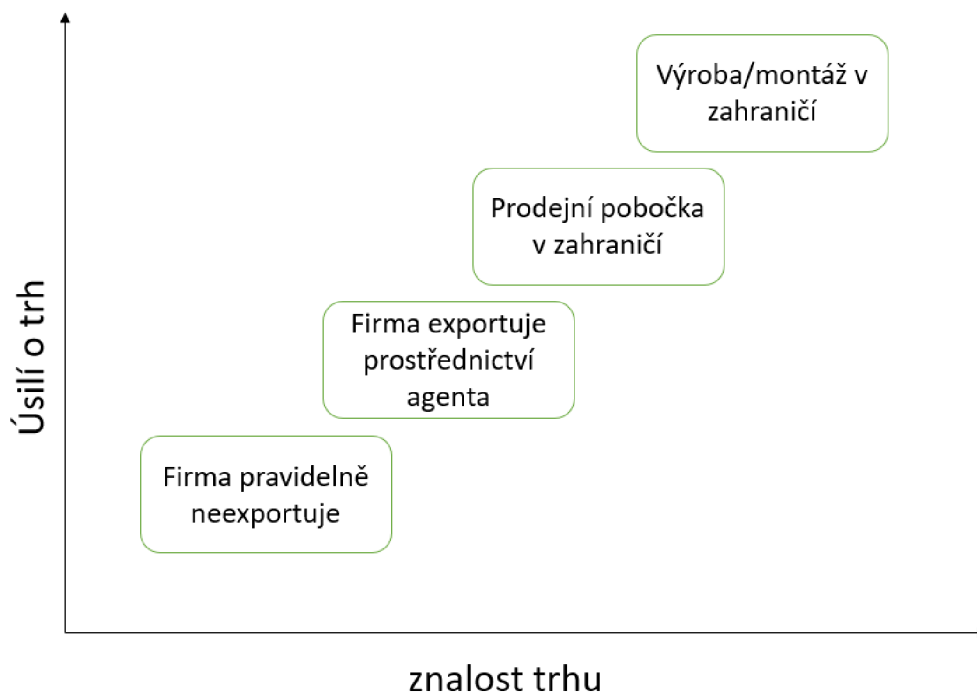 Výroba/montáž v
zahraničí
Prodejní pobočka
v zahraničí
Firma exportuje
prostřednictví
agenta
Firma pravidelně
neexportuje
Úsilí o trh
znalost trhu